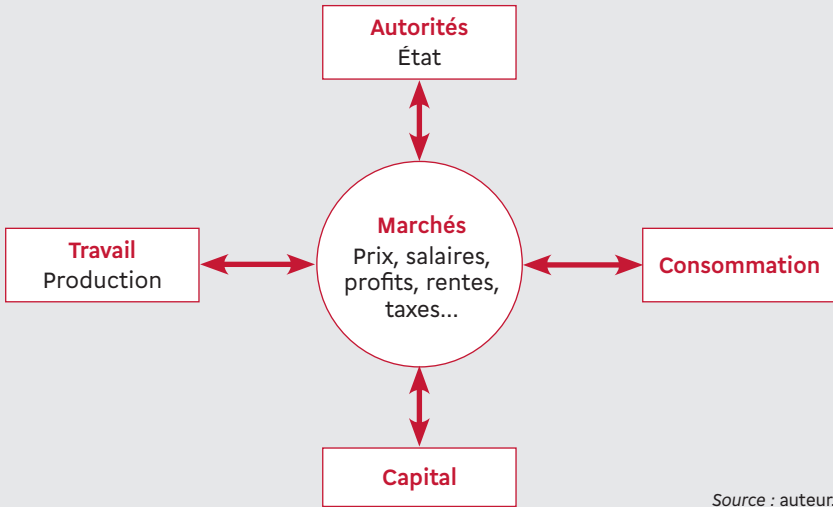 Autorités
État
Marchés
Prix, salaires,
profits, rentes,
taxes...
Travail
Production
Consommation
Capital
Source : auteur.